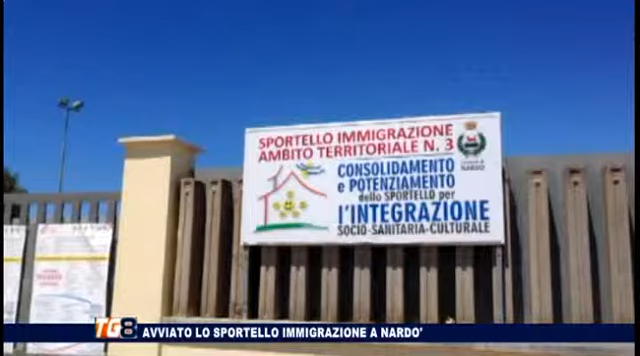 SPORTELLO IMMIGRAZIONE
AMBITO TERRITORIALE N. 3
NARDÒ
CONSOLIDAMENTO
e POTENZIAMENTO
dello SPORTELLO per
l'INTEGRAZIONE
SOCIO-SANITARIA-CULTURALE
TG8 AVVIATO LO SPORTELLO IMMIGRAZIONE A NARDO'